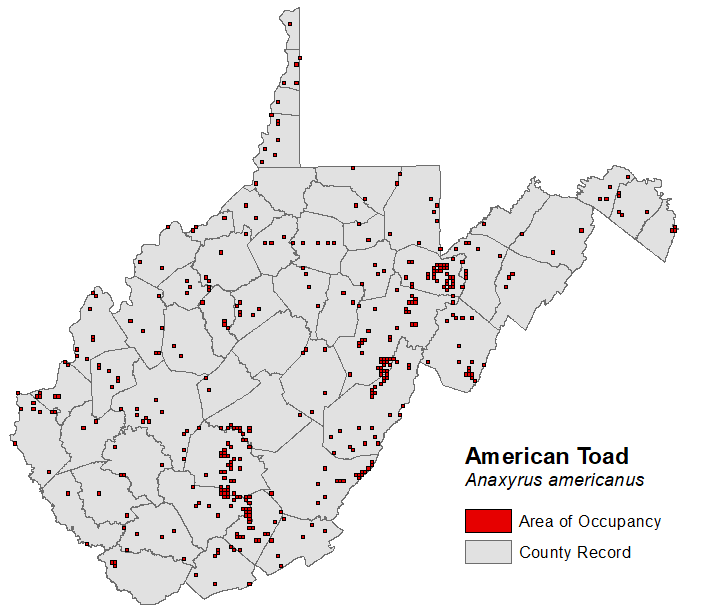 American Toad
Anaxyrus americanus
Area of Occupancy
County Record